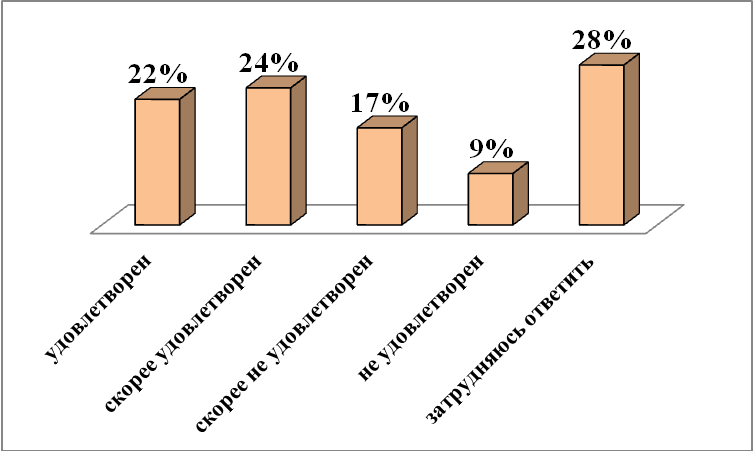 22%
24%
17%
9%
28%
удовлетворен
скорее удовлетворен
скорее не удовлетворен
не удовлетворен
затрудняюсь ответить